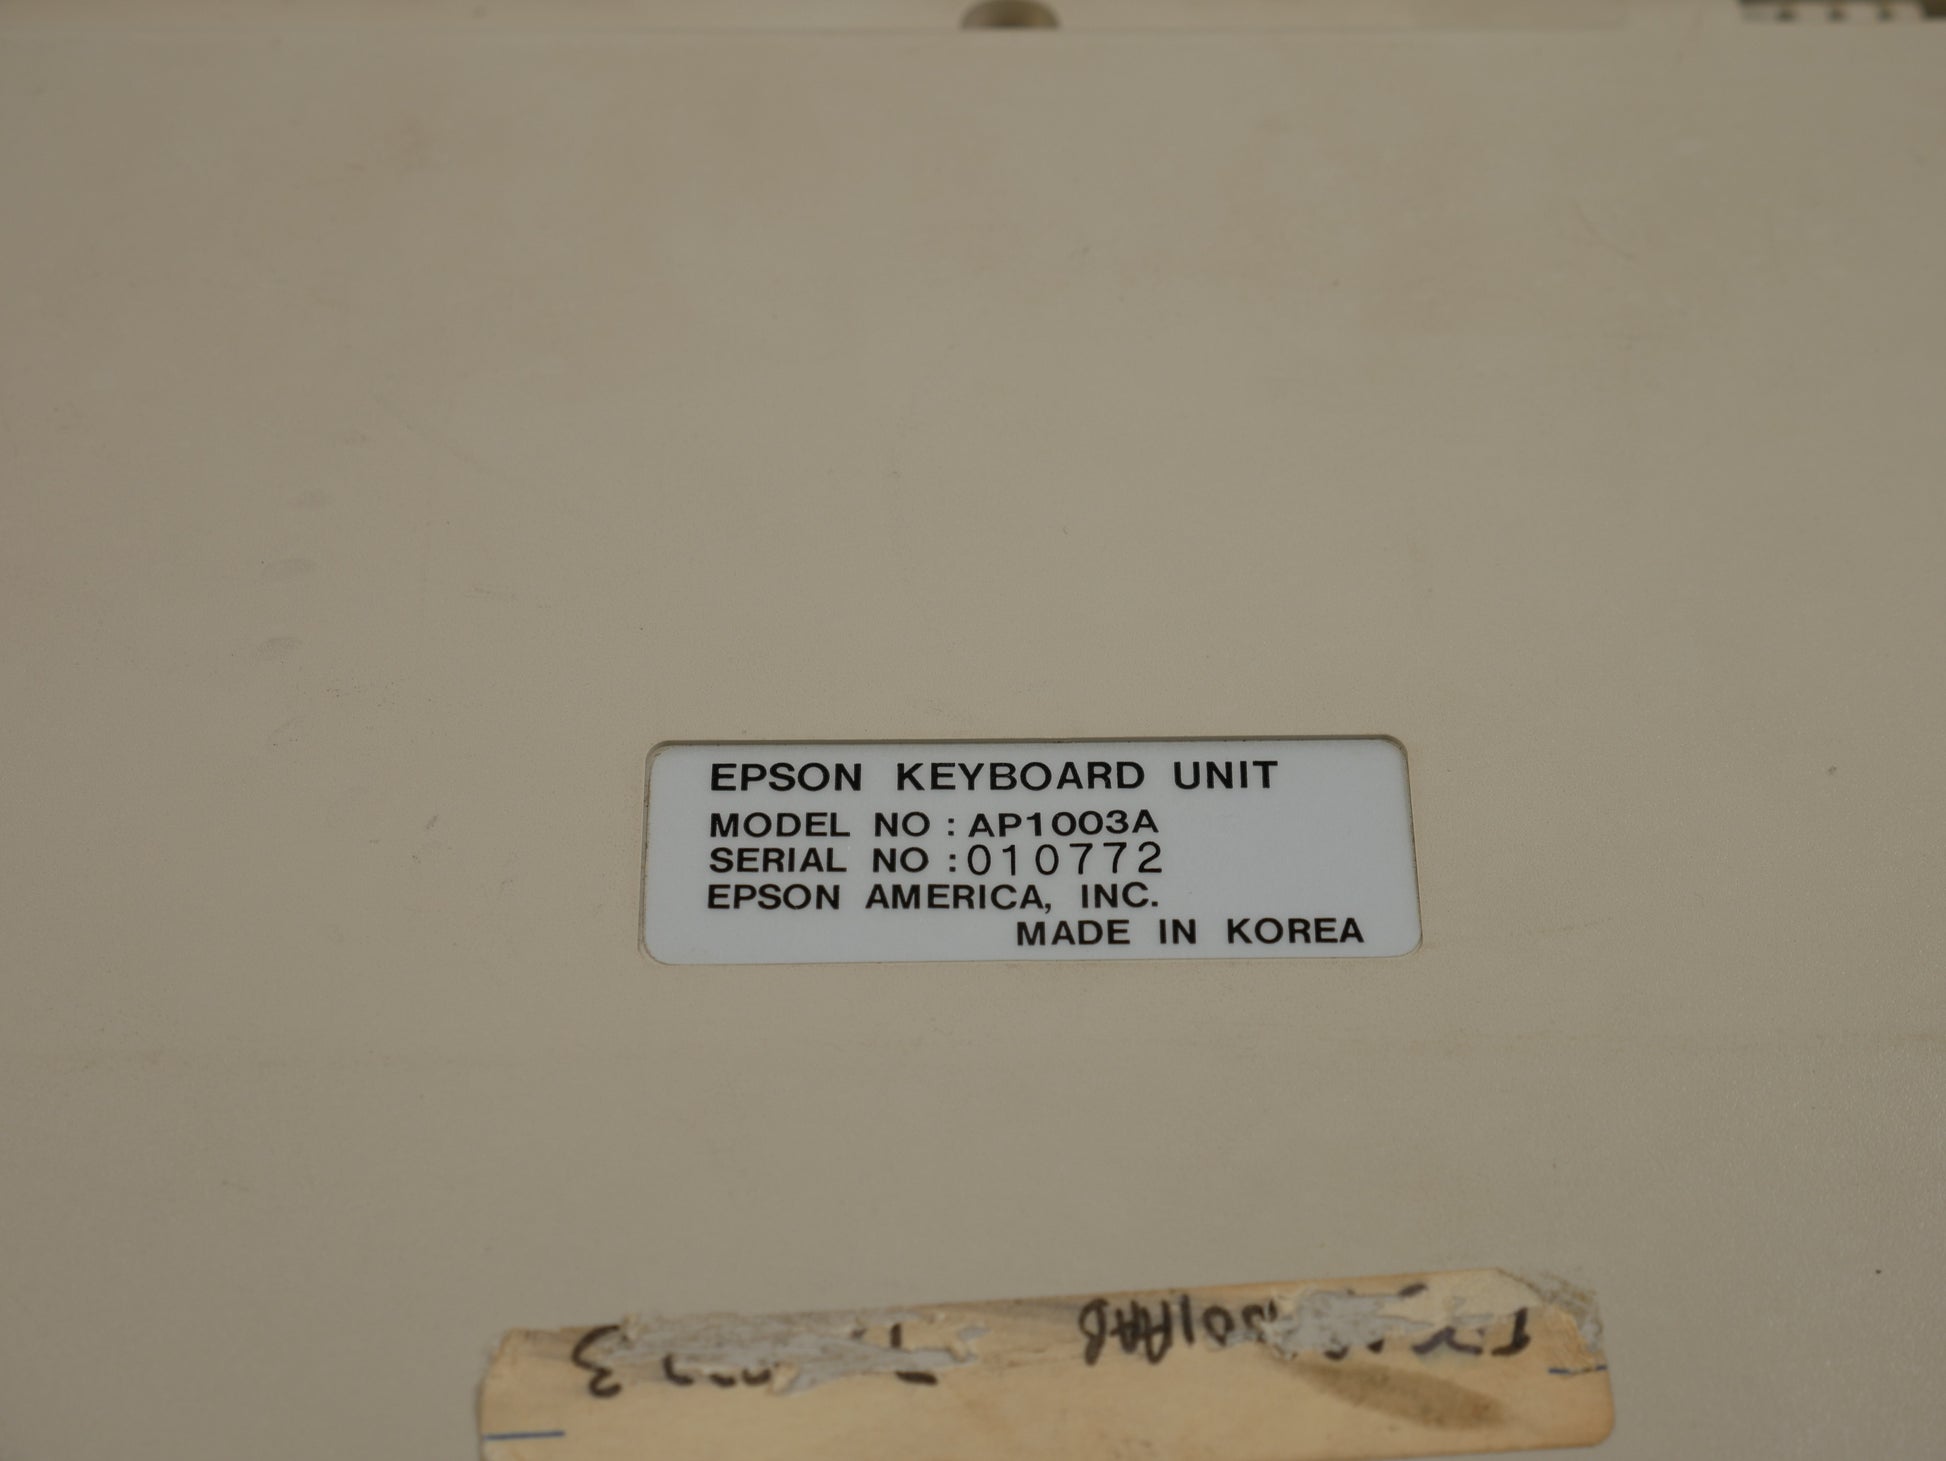 EPSON KEYBOARD UNIT
MODEL NO : AP1003A
SERIAL NO : 010772
EPSON AMERICA, INC.
MADE IN KOREA